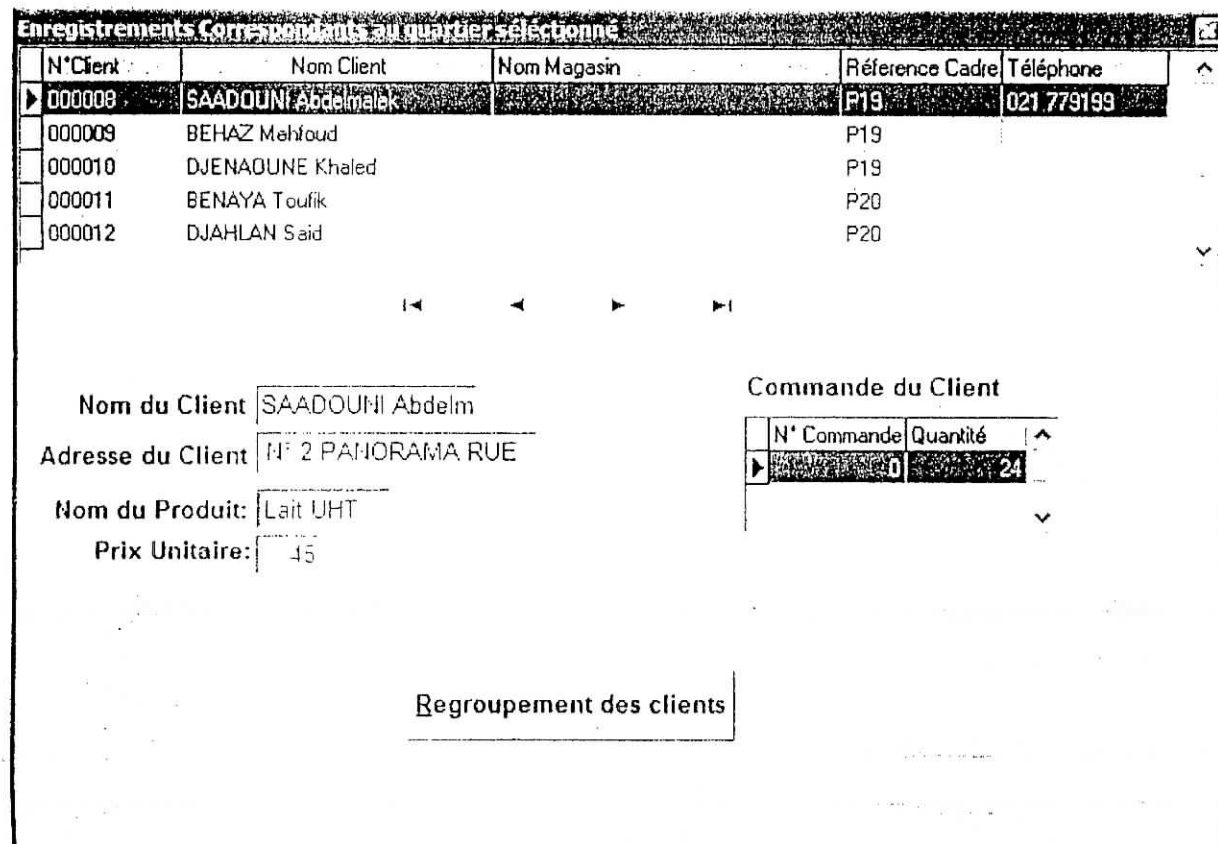 Enregistrements Correspondants au quartier sélectionné
N°Client Nom Client Nom Magasin Réference Cadre Téléphone
000008 SAADOUNI Abdelmalek P19 021 779199
000009 BEHAZ Mahfoud P19
000010 DJENAOUNE Khaled P19
000011 BENAYA Toufik P20
000012 DJAHLAN Said P20
Commande du Client
Nom du Client SAADOUNI Abdelm
N° Commande Quantité
Adresse du Client N° 2 PANORAMA RUE
0 24
Nom du Produit: Lait UHT
Prix Unitaire: 45
Regroupement des clients